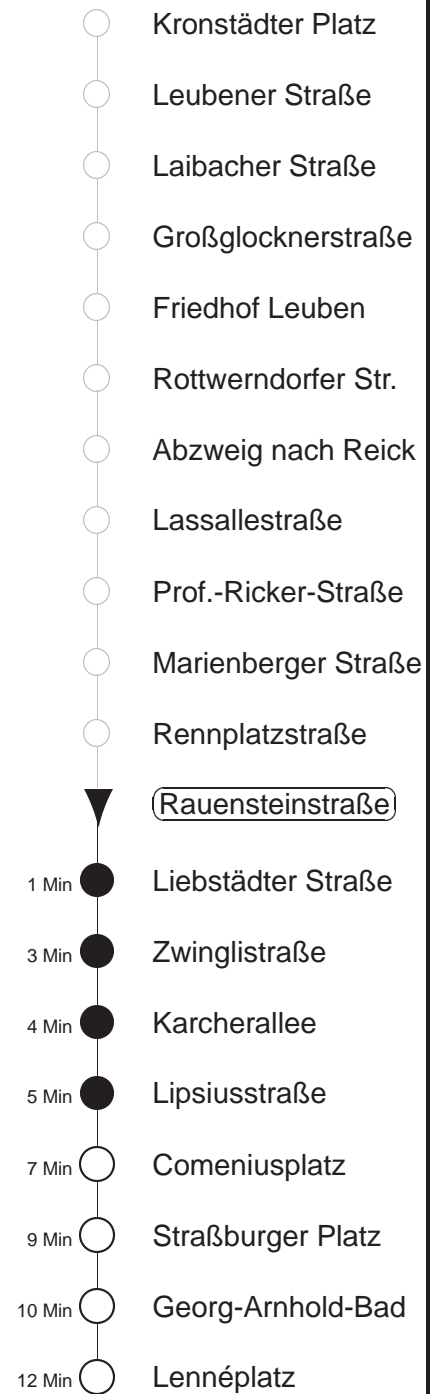 Kronstädter Platz
Leubener Straße
Laibacher Straße
Großglocknerstraße
Friedhof Leuben
Rottwerndorfer Str.
Abzweig nach Reick
Lassallestraße
Prof.-Ricker-Straße
Marienberger Straße
Rennplatzstraße
Rauensteinstraße
1 Min Liebstädter Straße
3 Min Zwinglistraße
4 Min Karcherallee
5 Min Lipsiusstraße
7 Min Comeniusplatz
9 Min Straßburger Platz
10 Min Georg-Arnhold-Bad
12 Min Lennéplatz